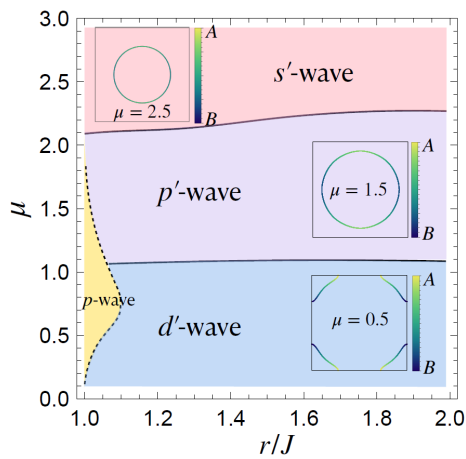 3.0
2.5
2.0
1.5
1.0
0.5
0.0
μ
A
B
μ = 2.5
s′-wave
p′-wave
A
B
μ = 1.5
p-wave
d′-wave
A
B
μ = 0.5
1.0 1.2 1.4 1.6 1.8 2.0
r/J